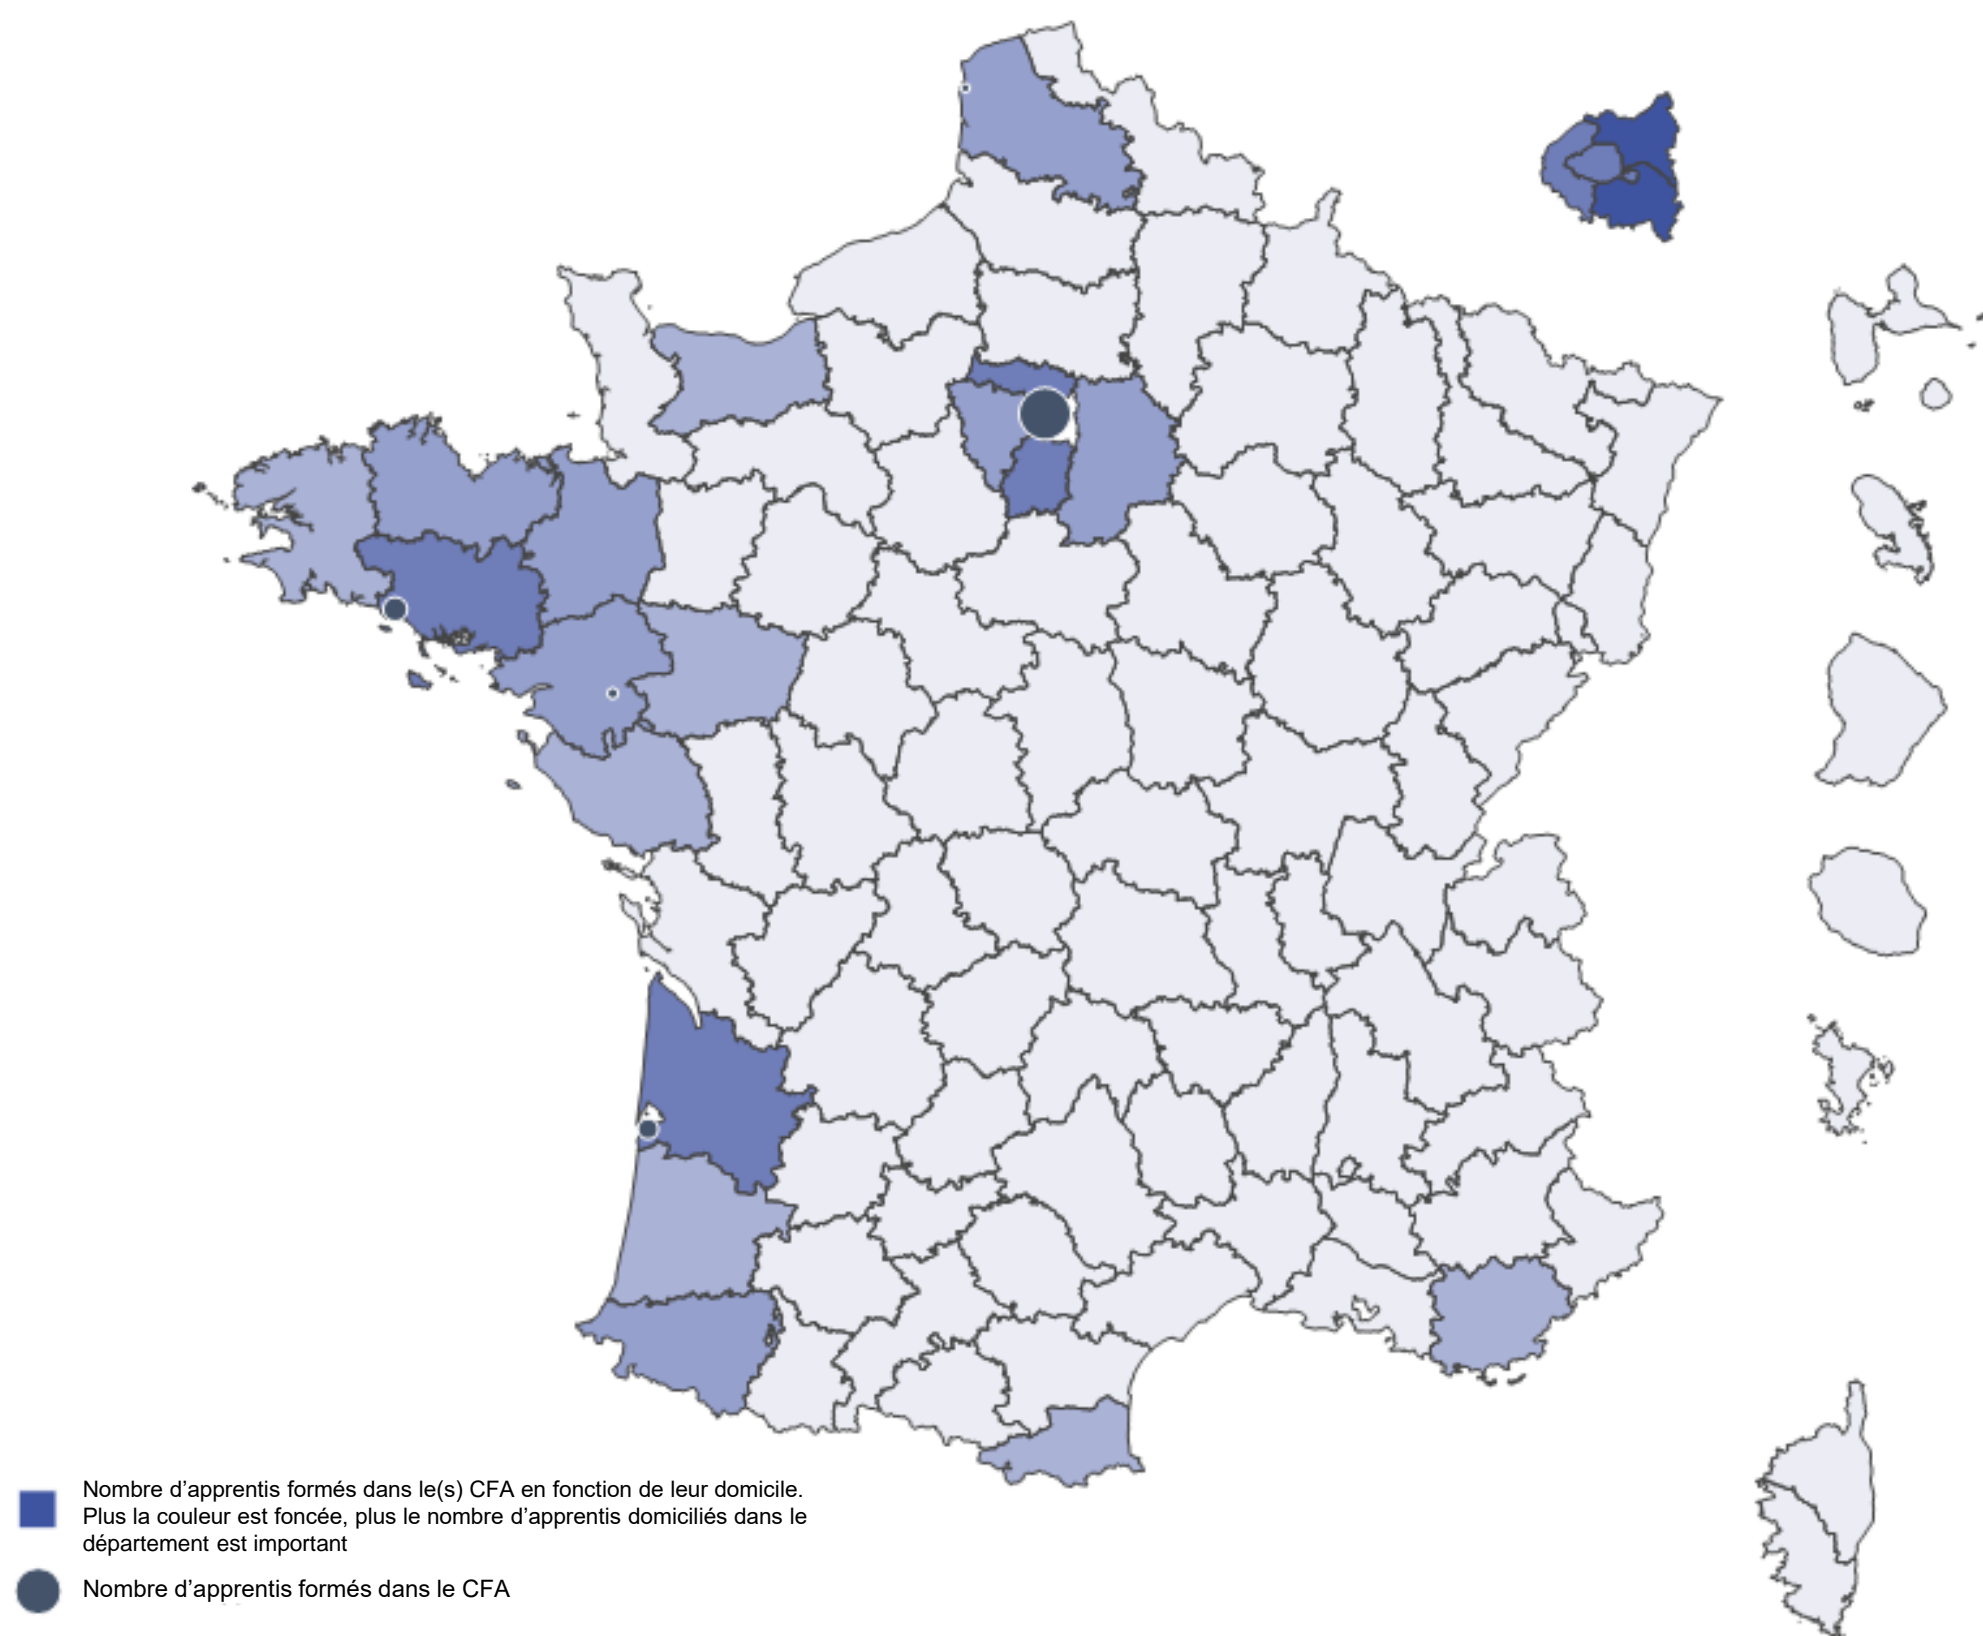 Nombre d’apprentis formés dans le(s) CFA en fonction de leur domicile.
Plus la couleur est foncée, plus le nombre d’apprentis domiciliés dans le
département est important
Nombre d’apprentis formés dans le CFA